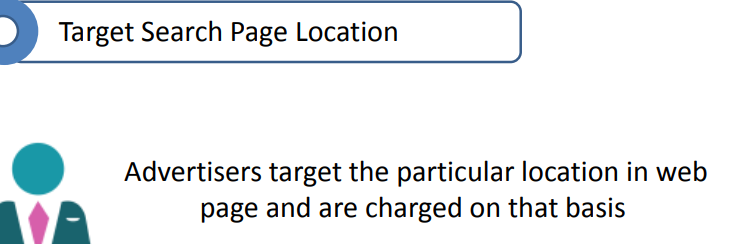 Target Search Page Location
Advertisers target the particular location in web
page and are charged on that basis